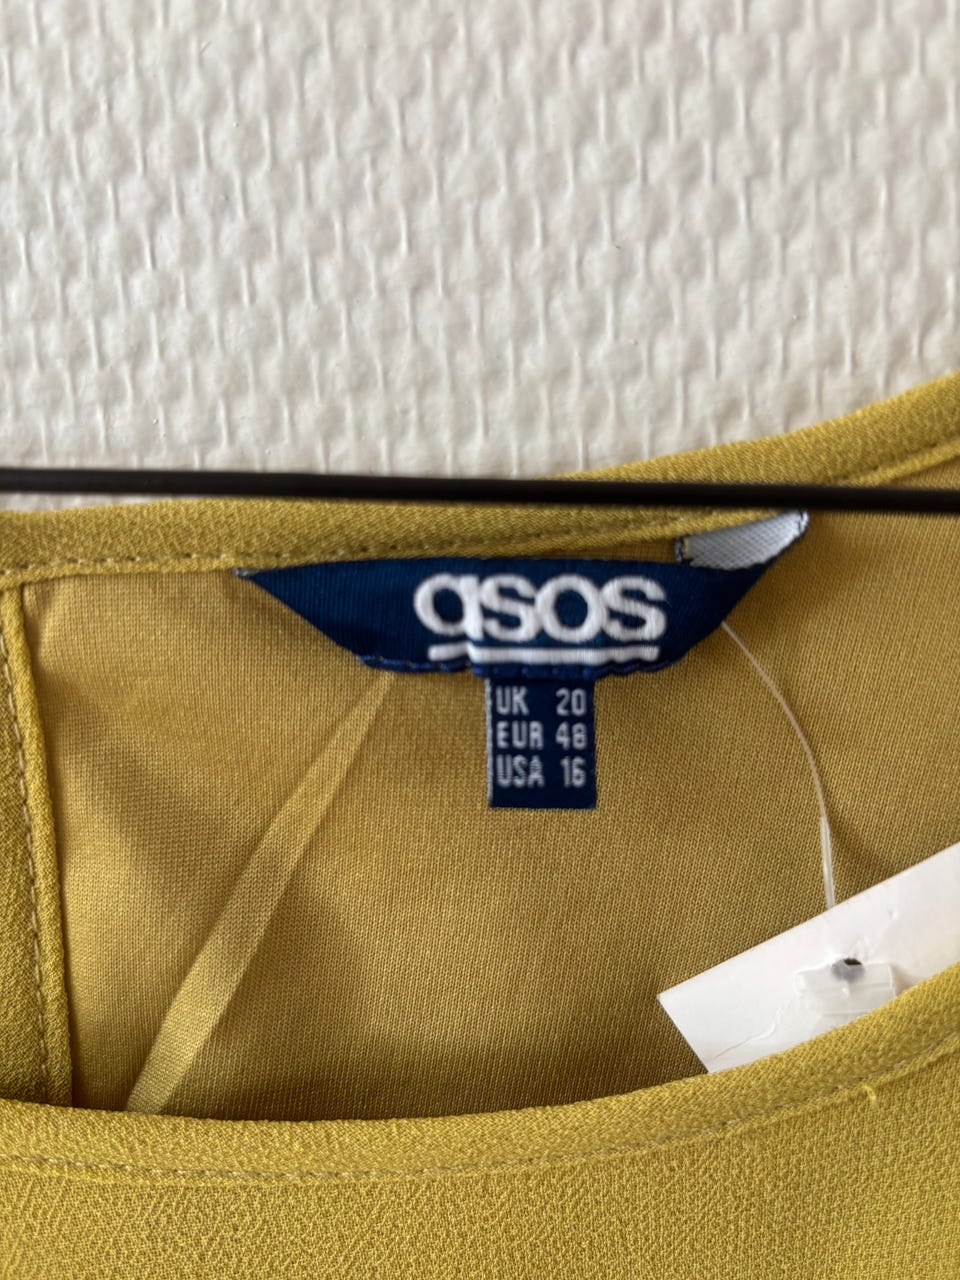 asos
UK 20
EUR 48
USA 16